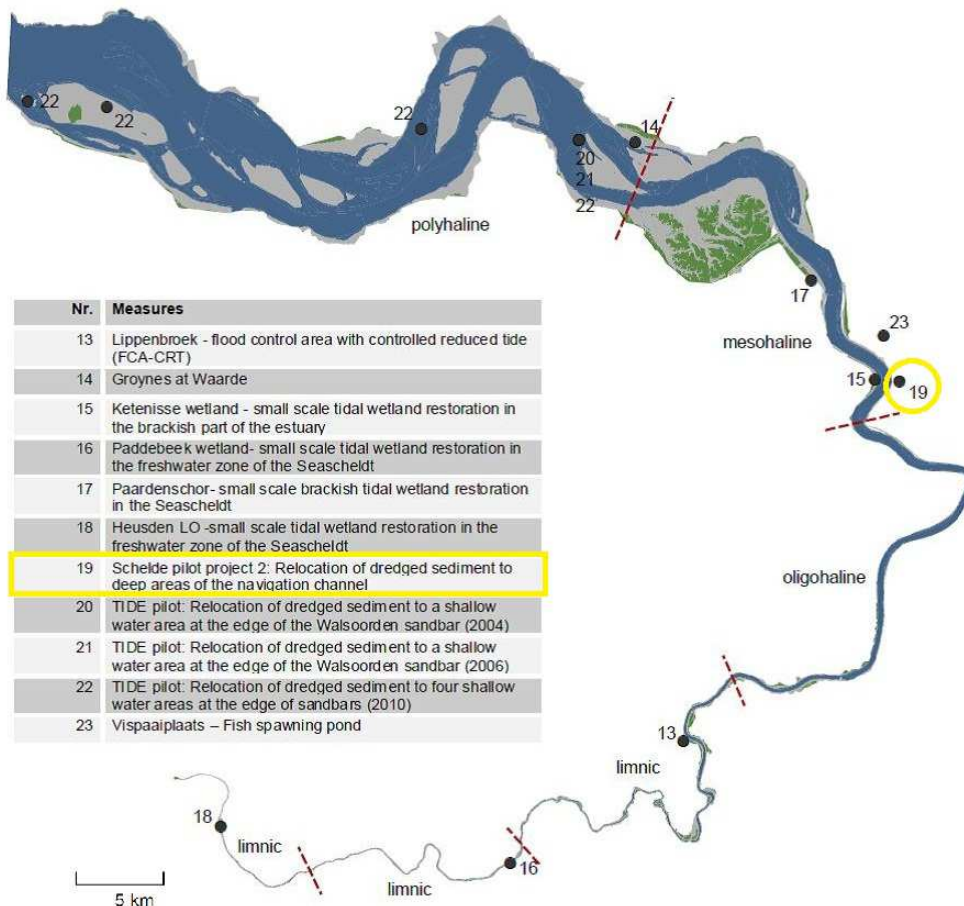 22
22
22
14
20
21
22
polyhaline
17
23
mesohaline
15
19
Nr. Measures
13 Lippenbroek - flood control area with controlled reduced tide
(FCA-CRT)
14 Groynes at Waarde
15 Ketenisse wetland - small scale tidal wetland restoration in
the brackish part of the estuary
16 Paddebeek wetland- small scale tidal wetland restoration in
the freshwater zone of the Seascheldt
17 Paardenschor- small scale brackish tidal wetland restoration
in the Seascheldt
18 Heusden LO -small scale tidal wetland restoration in the
freshwater zone of the Seascheldt
19 Schelde pilot project 2: Relocation of dredged sediment to
deep areas of the navigation channel
20 TIDE pilot: Relocation of dredged sediment to a shallow
water area at the edge of the Walsoorden sandbar (2004)
21 TIDE pilot: Relocation of dredged sediment to a shallow
water area at the edge of the Walsoorden sandbar (2006)
22 TIDE pilot: Relocation of dredged sediment to four shallow
water areas at the edge of sandbars (2010)
23 Vispaaiplaats – Fish spawning pond
oligohaline
13
limnic
18
limnic
16
limnic
5 km